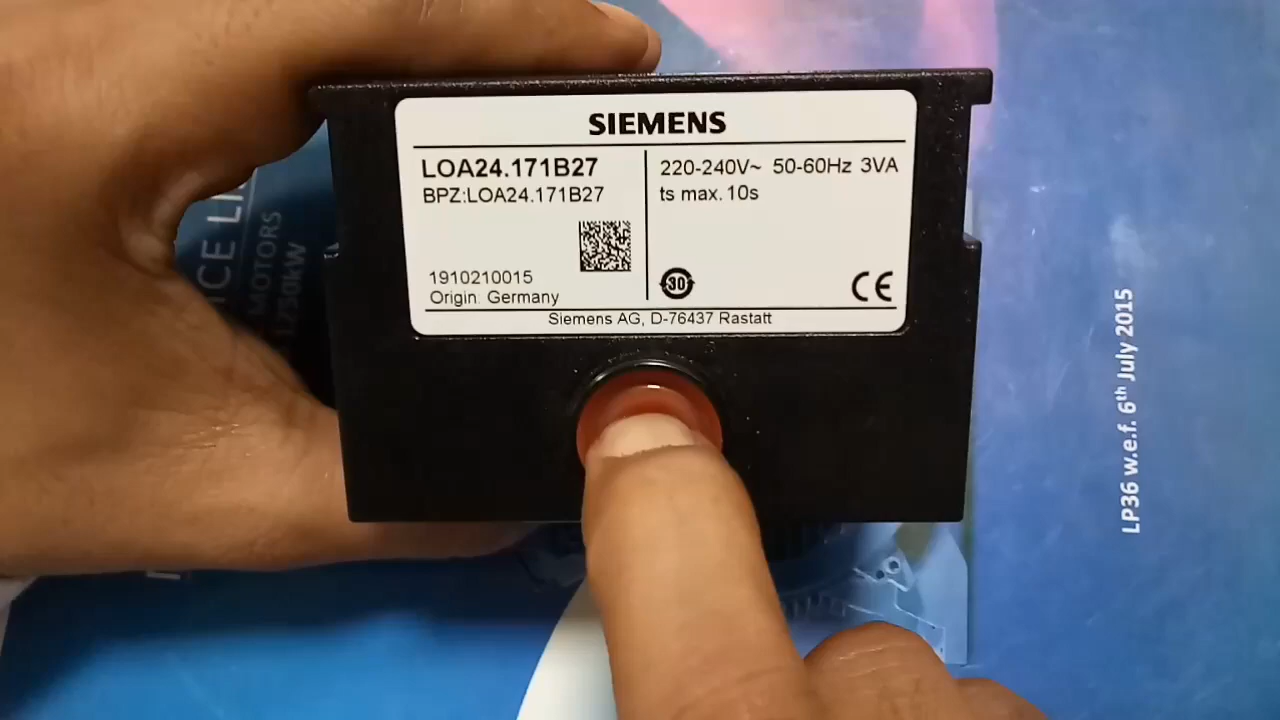 SIEMENS
LOA24.171B27
BPZ:LOA24.171B27
1910210015
Origin: Germany
220-240V~ 50-60Hz 3VA
ts max. 10s
30
CE
Siemens AG, D-76437 Rastatt
MOTORS
LP36 w.e.f. 6th July 2015